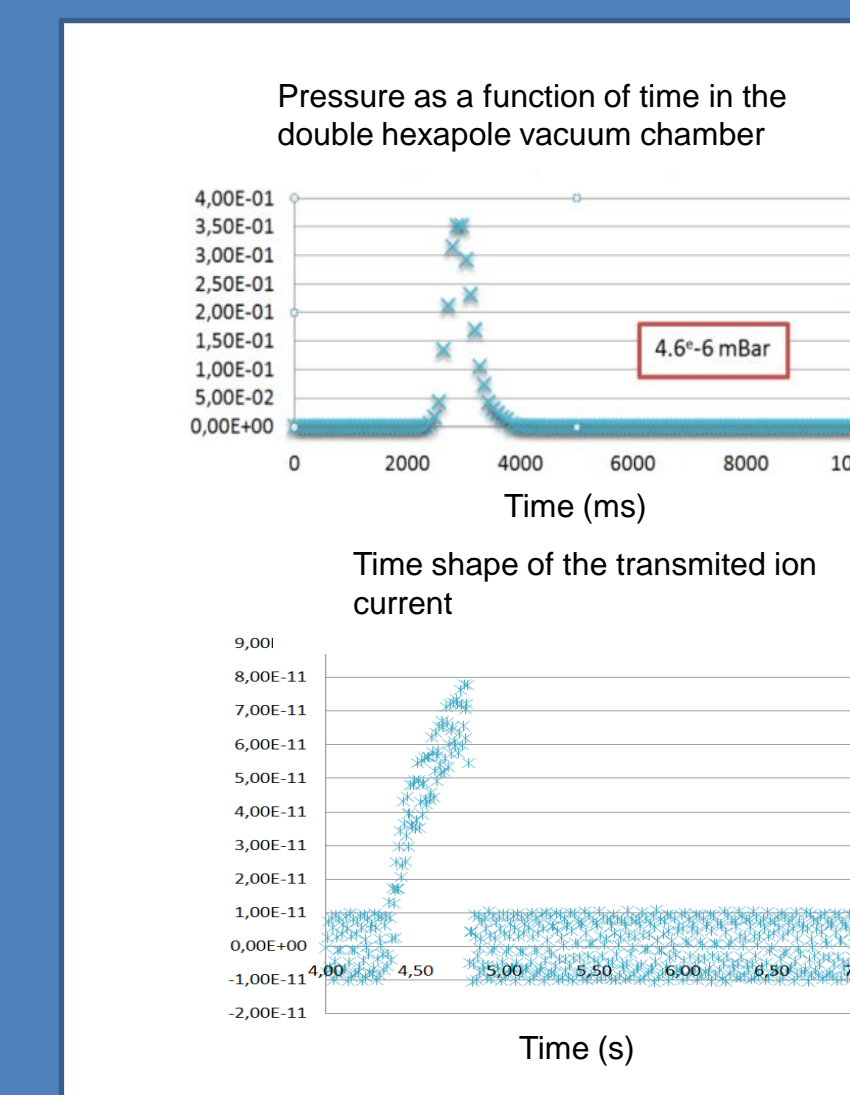 Pressure as a function of time in the
double hexapole vacuum chamber
4,00E-01
3,50E-01
3,00E-01
2,50E-01
2,00E-01
1,50E-01
1,00E-01
5,00E-02
0,00E+00
4.6ᵉ-6 mBar
0 2000 4000 6000 8000 10
Time (ms)
Time shape of the transmited ion
current
9,00
8,00E-11
7,00E-11
6,00E-11
5,00E-11
4,00E-11
3,00E-11
2,00E-11
1,00E-11
0,00E+00
4,00 4,50 5,00 5,50 6,00 6,50 7
-1,00E-11
-2,00E-11
Time (s)